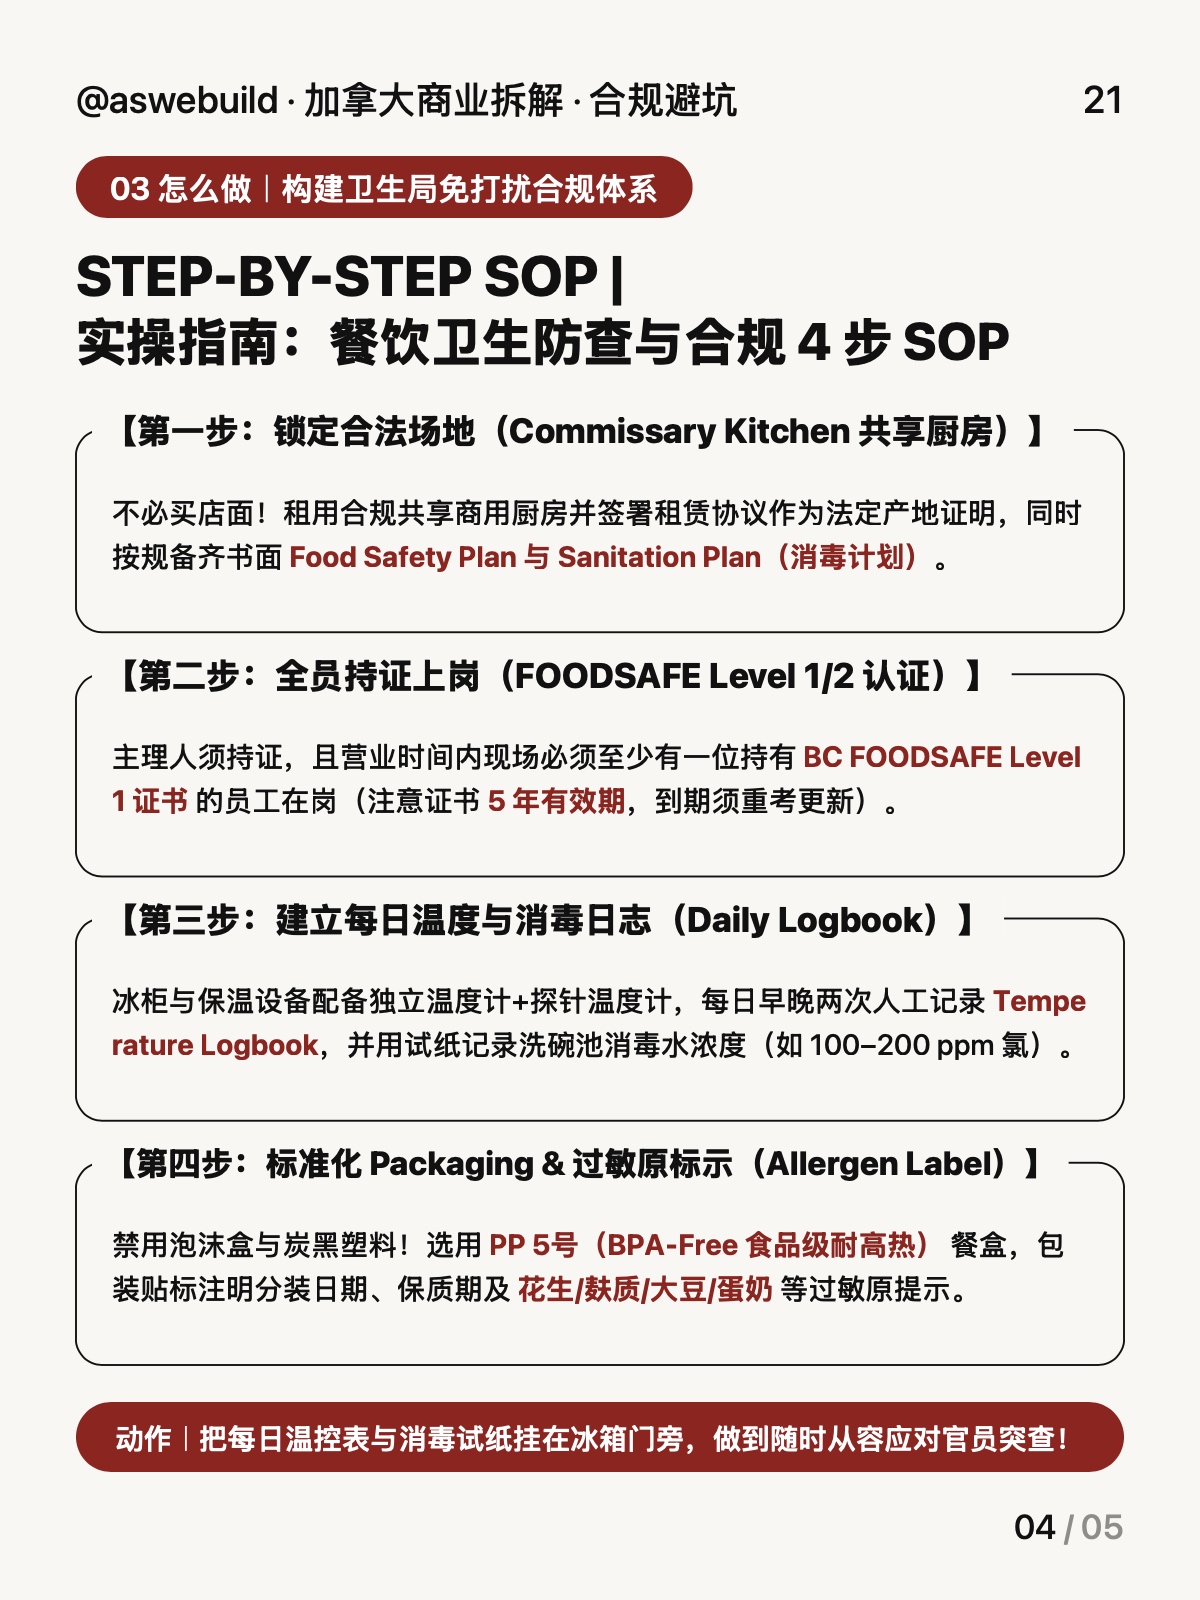 @aswebuild · 加拿大商业拆解 · 合规避坑
21
03 怎么做｜构建卫生局免打扰合规体系
STEP-BY-STEP SOP |
实操指南：餐饮卫生防查与合规 4 步 SOP
【第一步：锁定合法场地（Commissary Kitchen 共享厨房）】
不必买店面！租用合规共享商用厨房并签署租赁协议作为法定产地证明，同时
按规备齐书面 Food Safety Plan 与 Sanitation Plan（消毒计划）。
【第二步：全员持证上岗（FOODSAFE Level 1/2 认证）】
主理人须持证，且营业时间内现场必须至少有一位持有 BC FOODSAFE Level
1 证书 的员工在岗（注意证书 5 年有效期，到期须重考更新）。
【第三步：建立每日温度与消毒日志（Daily Logbook）】
冰柜与保温设备配备独立温度计+探针温度计，每日早晚两次人工记录 Tempe
rature Logbook，并用试纸记录洗碗池消毒水浓度（如 100–200 ppm 氯）。
【第四步：标准化 Packaging & 过敏原标示（Allergen Label）】
禁用泡沫盒与炭黑塑料！选用 PP 5号（BPA-Free 食品级耐高热） 餐盒，包
装贴标注明分装日期、保质期及 花生/麸质/大豆/蛋奶 等过敏原提示。
动作｜把每日温控表与消毒试纸挂在冰箱门旁，做到随时从容应对官员突查！
04 / 05